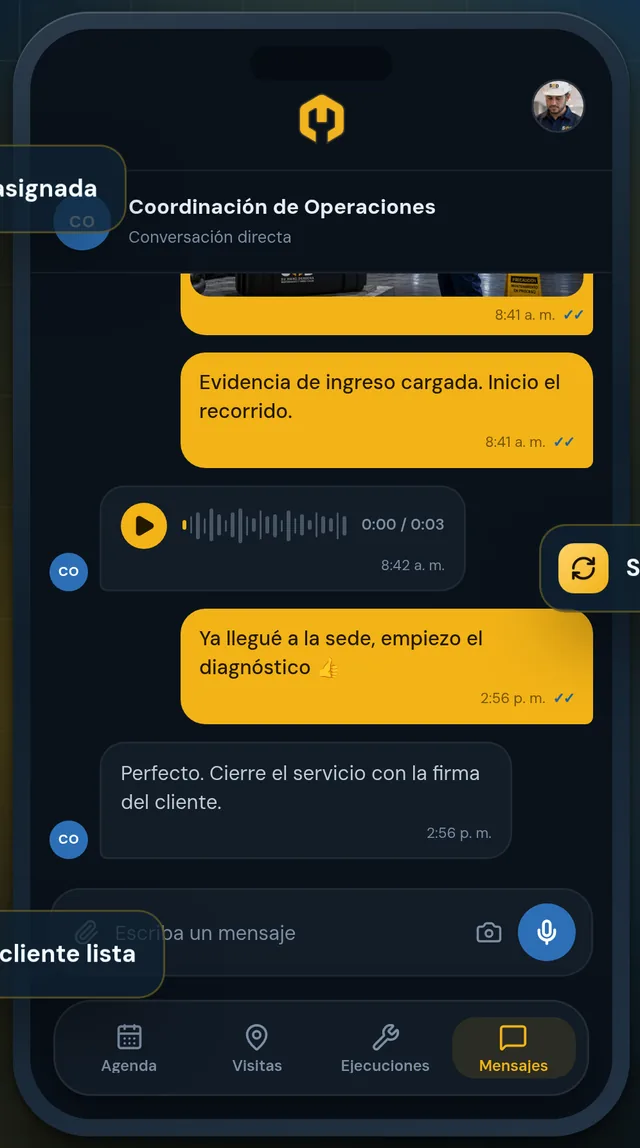 asignada
CO
Coordinación de Operaciones
Conversación directa
8:41 a. m.
Evidencia de ingreso cargada. Inicio el
recorrido.
8:41 a. m.
0:00 / 0:03
8:42 a. m.
CO
S
Ya llegué a la sede, empiezo el
diagnóstico 👍
2:56 p. m.
Perfecto. Cierre el servicio con la firma
del cliente.
2:56 p. m.
CO
Escriba un mensaje
cliente lista
Agenda
Visitas
Ejecuciones
Mensajes